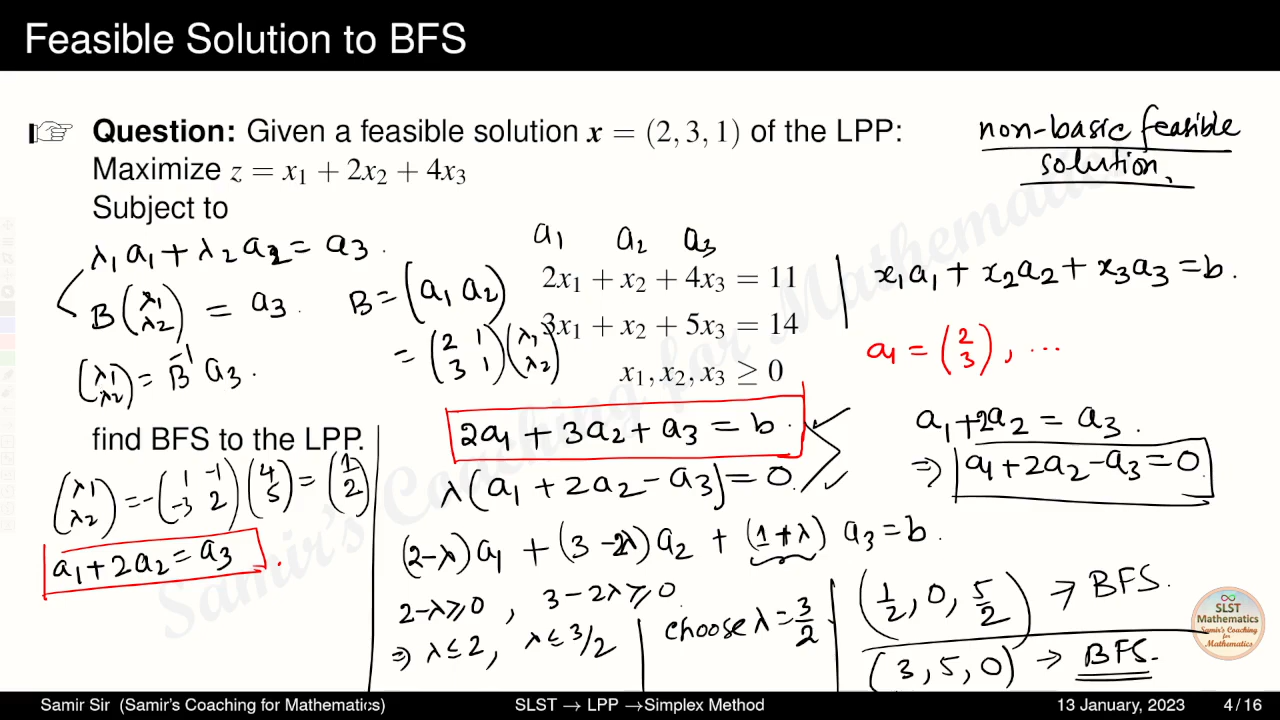 Feasible Solution to BFS
Question: Given a feasible solution x = (2, 3, 1) of the LPP:
non-basic feasible
solution.
Maximize z = x₁ + 2x₂ + 4x₃
Subject to
λ₁a₁ + λ₂a₂ = a₃.
a₁ a₂ a₃
2x₁ + x₂ + 4x₃ = 11
x₁a₁ + x₂a₂ + x₃a₃ = b.
B(λ₁ λ₂) = a₃.
B = (a₁ a₂)
3x₁ + x₂ + 5x₃ = 14
= (2 1 3 1)(λ₁ λ₂)
a₁ = (2 3), ...
(λ₁ λ₂) = B⁻¹ a₃.
x₁, x₂, x₃ ≥ 0
2a₁ + 3a₂ + a₃ = b.
a₁ + 2a₂ = a₃.
find BFS to the LPP.
⇒ a₁ + 2a₂ - a₃ = 0.
(λ₁ λ₂) = -(1 -1 -3 2)(4 5) = (1 2)
λ(a₁ + 2a₂ - a₃) = 0.
a₁ + 2a₂ = a₃.
(2-λ)a₁ + (3-2λ)a₂ + (1+λ) a₃ = b.
2-λ ≥ 0, 3-2λ ≥ 0.
⇒ λ ≤ 2, λ ≤ 3/2
choose λ = 3/2.
(1/2, 0, 5/2) → BFS.
(3, 5, 0) → BFS.
SLST
Mathematics
Samir's Coaching
for
Mathematics
Samir's Coaching for Mathematics
Samir Sir (Samir's Coaching for Mathematics)
SLST → LPP →Simplex Method
13 January, 2023
4 / 16